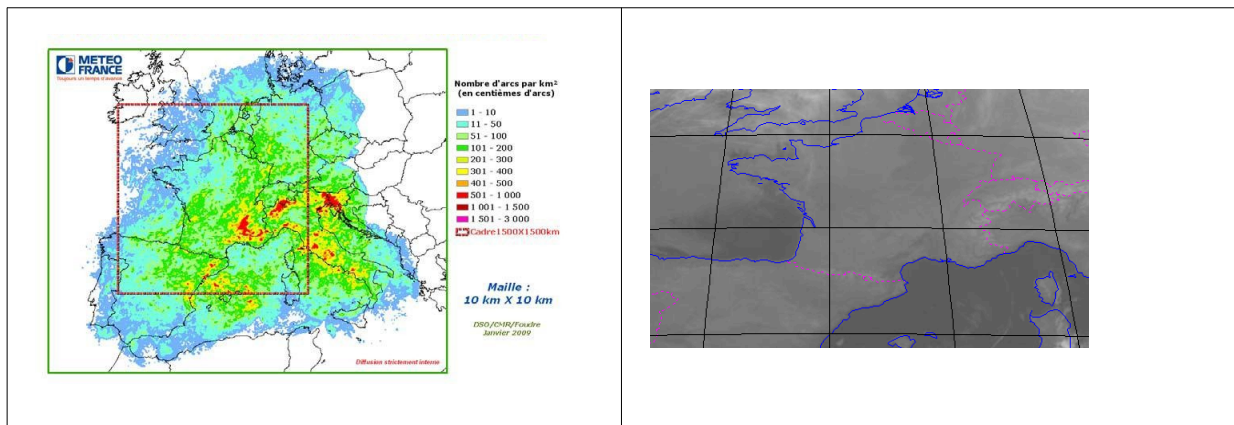 METEO
FRANCE
Toujours un temps d'avance
Nombre d'arcs par km²
(en centièmes d'arcs)
1 - 10
11 - 50
51 - 100
101 - 200
201 - 300
301 - 400
401 - 500
501 - 1 000
1 001 - 1 500
1 501 - 3 000
Cadre1500X1500km
Maille :
10 km X 10 km
DSO/CMR/Foudre
Janvier 2009
Diffusion strictement interne